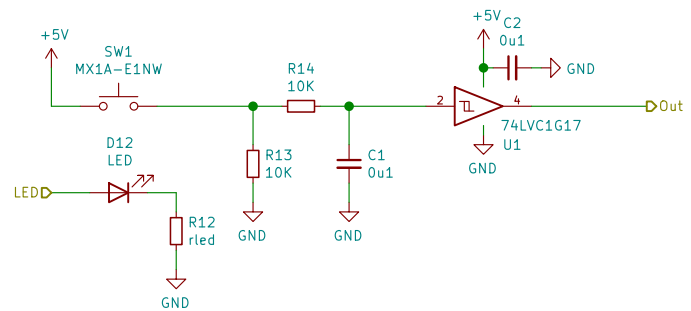 +5V
SW1
MX1A-E1NW
R14
10K
+5V
C2
0u1
GND
2
4
74LVC1G17
U1
GND
Out
D12
LED
R13
10K
C1
0u1
LED
R12
rled
GND
GND
GND